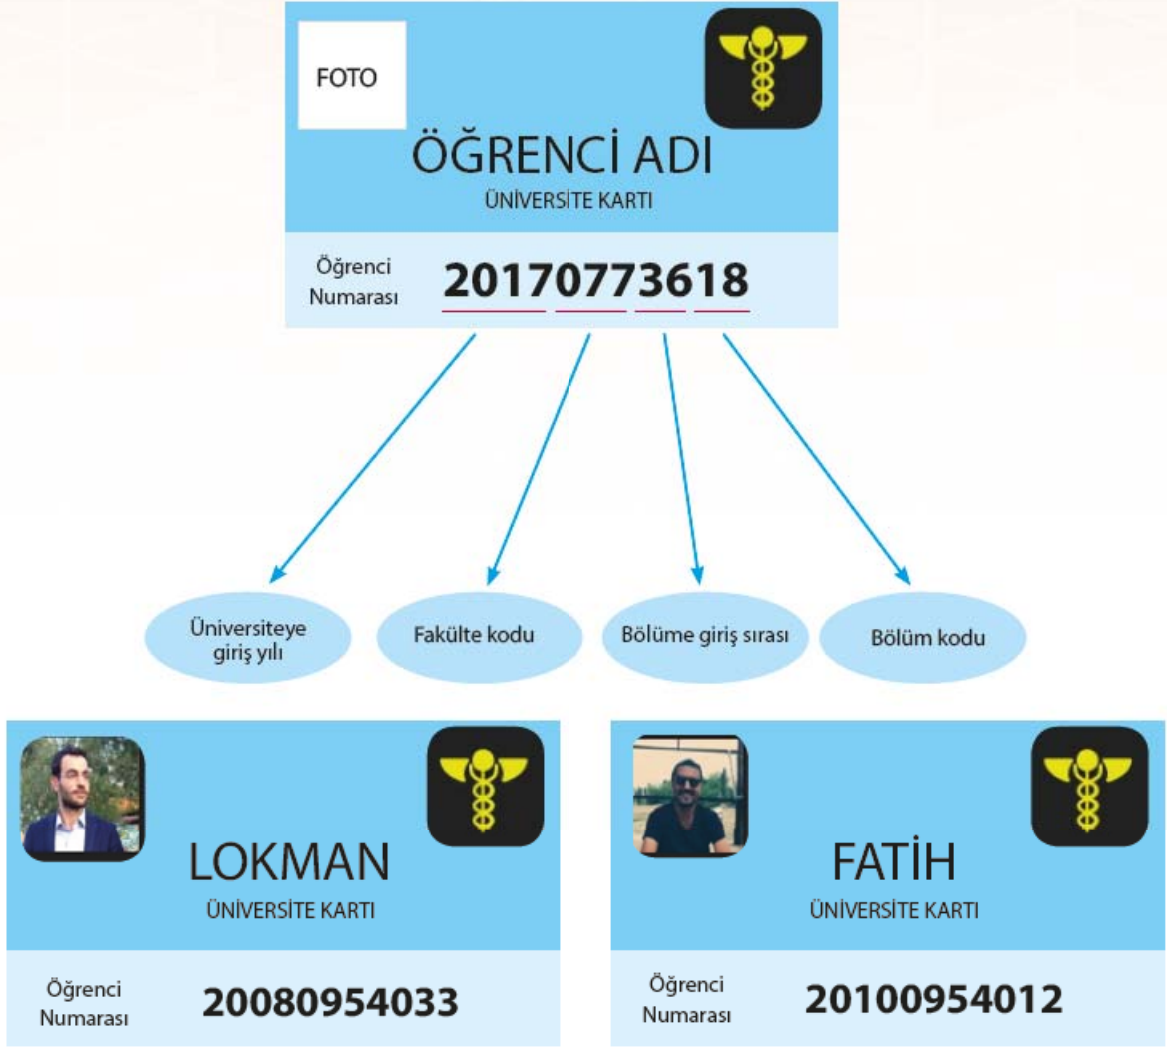 FOTO
ÖĞRENCİ ADI
ÜNİVERSİTE KARTI
Öğrenci
Numarası
20170773618
Üniversiteye
giriş yılı
Fakülte kodu
Bölüme giriş sırası
Bölüm kodu
LOKMAN
ÜNİVERSİTE KARTI
Öğrenci
Numarası
20080954033
FATİH
ÜNİVERSİTE KARTI
Öğrenci
Numarası
20100954012